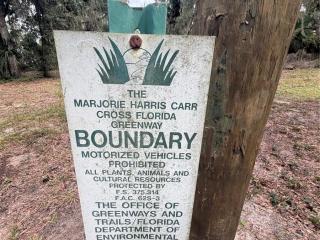 THE
MARJORIE HARRIS CARR
CROSS FLORIDA
GREENWAY
BOUNDARY
MOTORIZED VEHICLES
PROHIBITED
ALL PLANTS, ANIMALS AND
CULTURAL RESOURCES
PROTECTED BY
F.S. 375.314
F.A.C. 62S-3
THE OFFICE OF
GREENWAYS AND
TRAILS/FLORIDA
DEPARTMENT OF
ENVIRONMENTAL